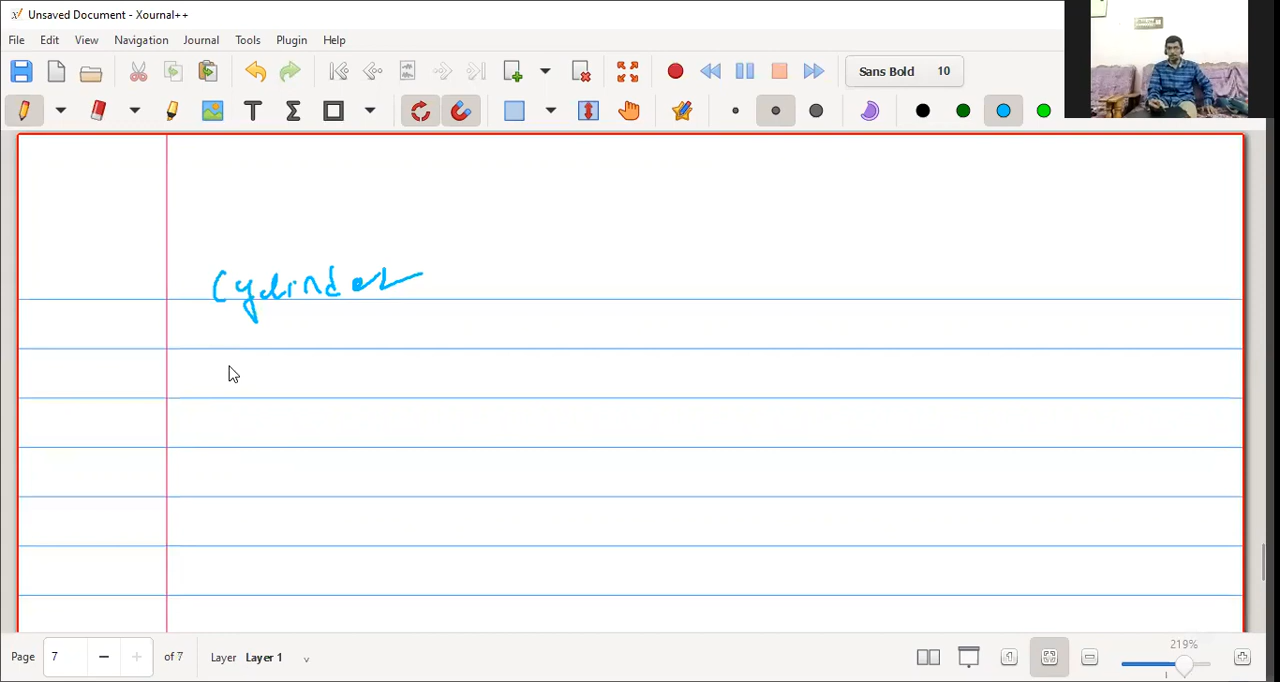 Unsaved Document - Xournal++
File Edit View Navigation Journal Tools Plugin Help
Sans Bold 10
Cylinder
Page 7 of 7 Layer Layer 1
219%